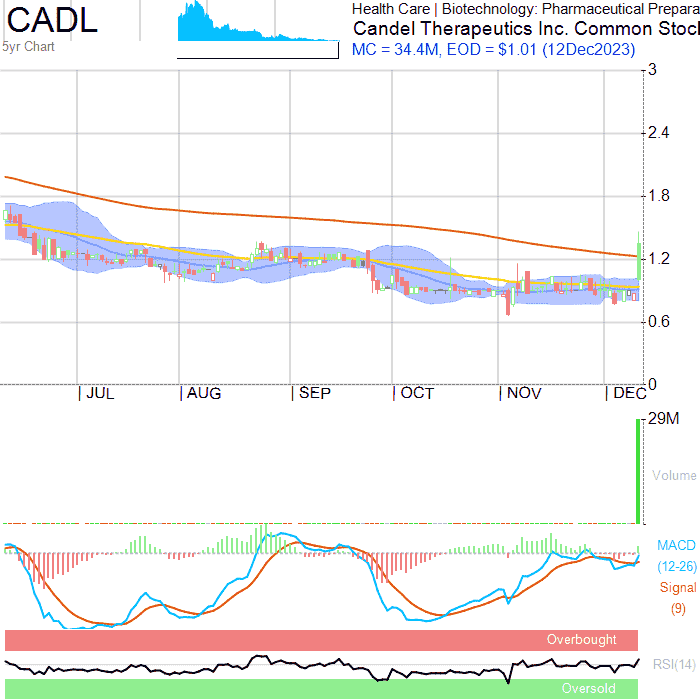 CADL
5yr Chart
Health Care | Biotechnology: Pharmaceutical Prepara
Candel Therapeutics Inc. Common Stoc
MC = 34.4M, EOD = $1.01 (12Dec2023)
3
2.4
1.8
1.2
0.6
0
JUL AUG SEP OCT NOV DEC
29M
Volume
MACD
(12-26)
Signal
(9)
Overbought
RSI(14)
Oversold